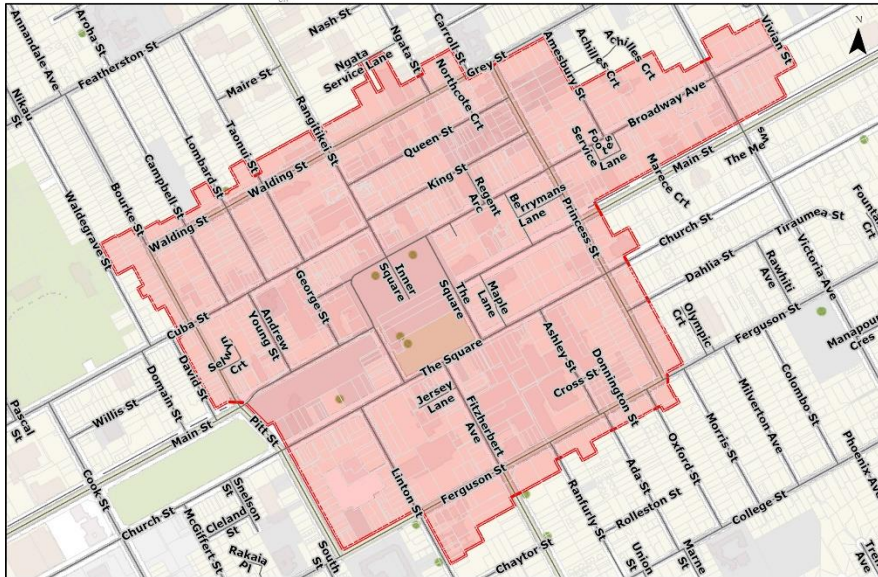 Annandale Ave
Aroha St
Nash St
Ngata St
Carroll St
Vivian St
N
Featherston St
Ngata
Service Lane
Maire St
Northcote Crt
Grey St
Amesbury St
Achilles Crt
Achilles Crt
Nikau St
Rangitikei St
Taonui St
Lombard St
Campbell St
Bourke St
Waldegrave St
Walding St
Walding St
Queen St
Broadway Ave
Service
Foot
Lane
King St
Regent
Arc
Berrymans
Lane
Princess St
Marece Crt
Main St
The Me
Church St
Tiraumea St
Fountai
Crt
Dahlia St
Rawhiti
Ave
Victoria Ave
Inner
Square
The
Square
Maple
Lane
George St
Andrew
Young St
Cuba St
Selwyn
Crt
Olympic
Crt
Ferguson St
Manapour
Cres
The Square
Ashley St
Cross St
Donnington St
Jersey
Lane
Fitzherbert
Ave
David St
Domain St
Willis St
Main St
Pascal
St
Pitt St
Cook St
Linton St
Ferguson St
Church St
South St
Snelson
St
Cleland
St
McGiffert St
Rakaia
Pl
Chaytor St
Ranfurly St
Ada St
Oxford St
Morris St
Milverton Ave
Colombo St
Phoenix Ave
Rolleston St
College St
Union
St
Marne
St
Tren
Ave